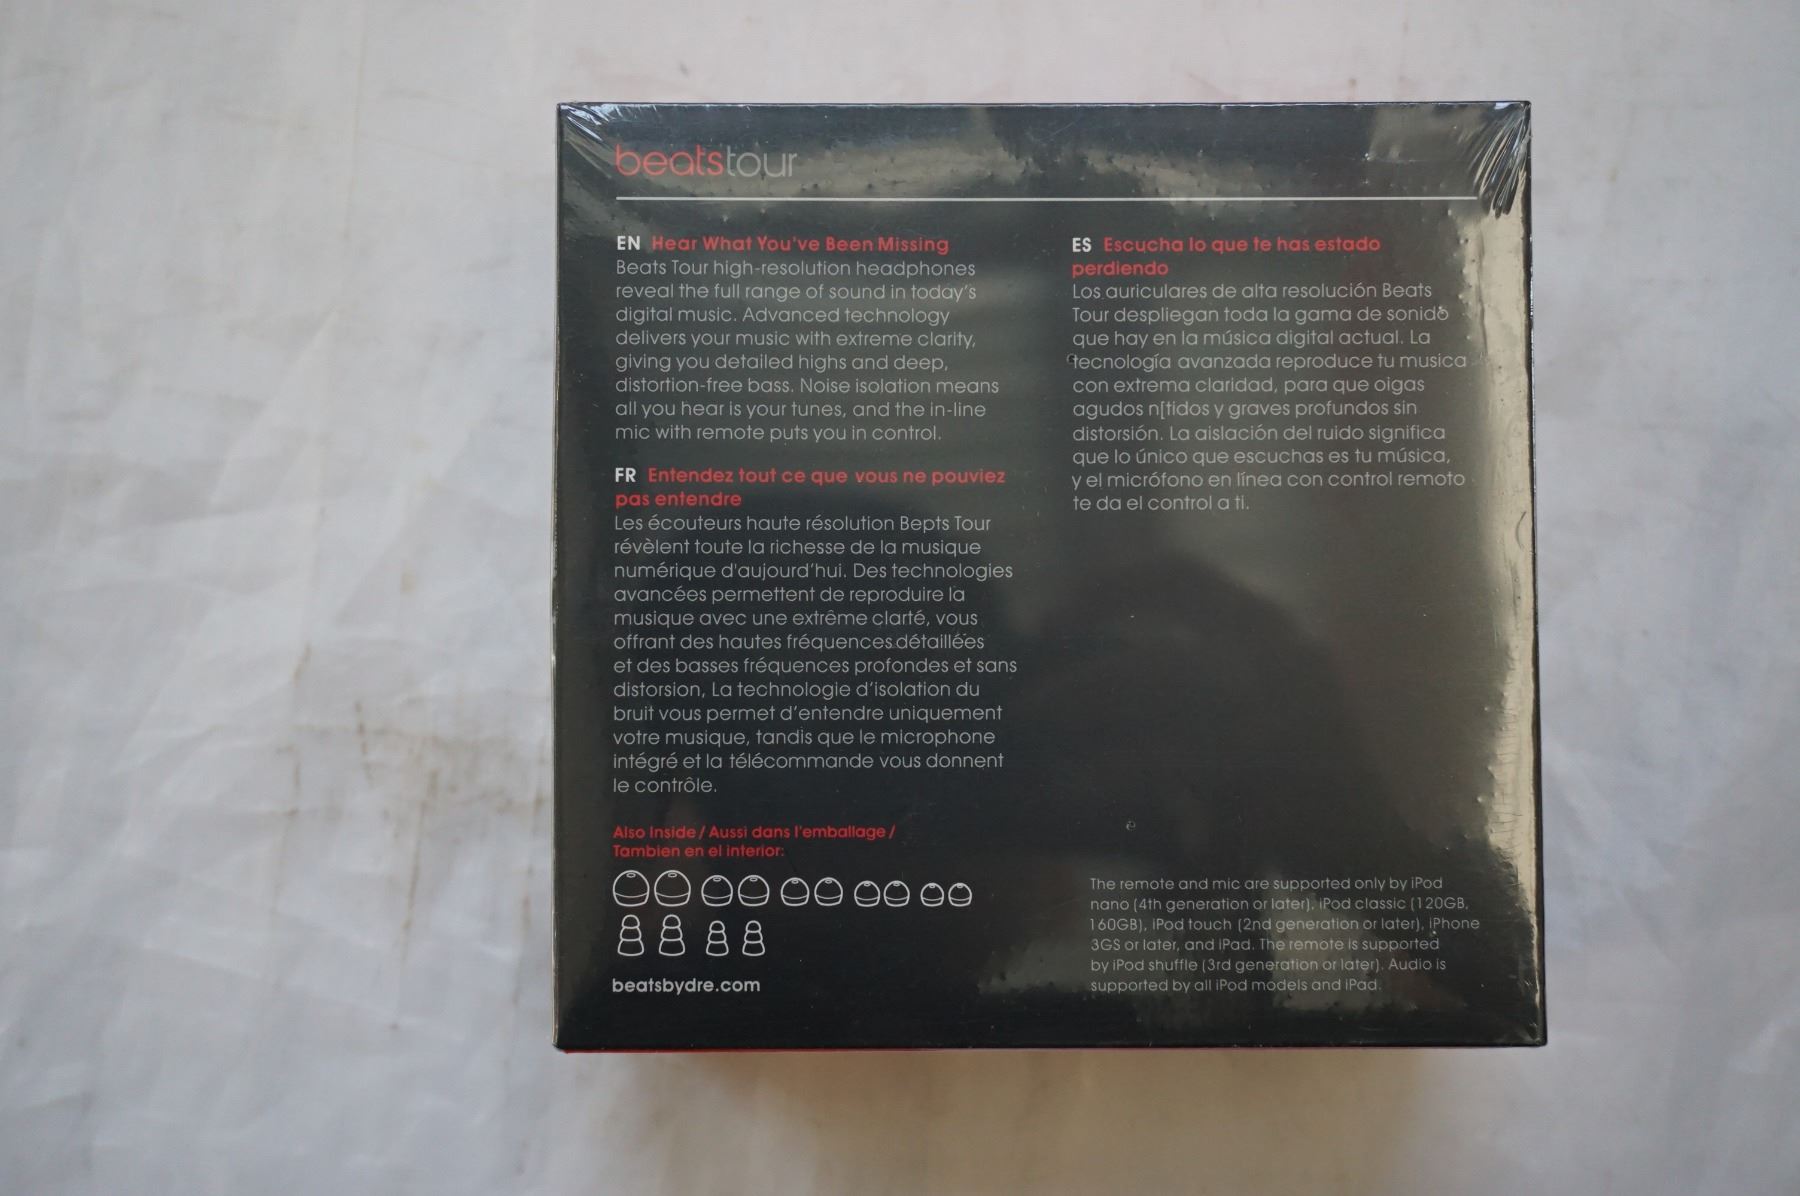 beatstour
EN Hear What You've Been Missing
Beats Tour high-resolution headphones
reveal the full range of sound in today's
digital music. Advanced technology
delivers your music with extreme clarity,
giving you detailed highs and deep,
distortion-free bass. Noise isolation means
all you hear is your tunes, and the in-line
mic with remote puts you in control.
FR Entendez tout ce que vous ne pouviez
pas entendre
Les écouteurs haute résolution Bepts Tour
révèlent toute la richesse de la musique
numérique d'aujourd'hui. Des technologies
avancées permettent de reproduire la
musique avec une extrême clarté, vous
offrant des hautes fréquences détaillées
et des basses fréquences profondes et sans
distorsion, La technologie d'isolation du
bruit vous permet d'entendre uniquement
votre musique, tandis que le microphone
intégré et la télécommande vous donnent
le contrôle.
ES Escucha lo que te has estado
perdiendo
Los auriculares de alta resolución Beats
Tour despliegan toda la gama de sonido
que hay en la música digital actual. La
tecnología avanzada reproduce tu musica
con extrema claridad, para que oigas
agudos n[tidos y graves profundos sin
distorsión. La aislación del ruido significa
que lo único que escuchas es tu música,
y el micrófono en línea con control remoto
te da el control a ti.
Also Inside / Aussi dans l'emballage /
Tambien en el interior:
beatsbydre.com
The remote and mic are supported only by iPod
nano (4th generation or later), iPod classic (120GB,
160GB), iPod touch (2nd generation or later), iPhone
3GS or later, and iPad. The remote is supported
by iPod shuffle (3rd generation or later). Audio is
supported by all iPod models and iPad.